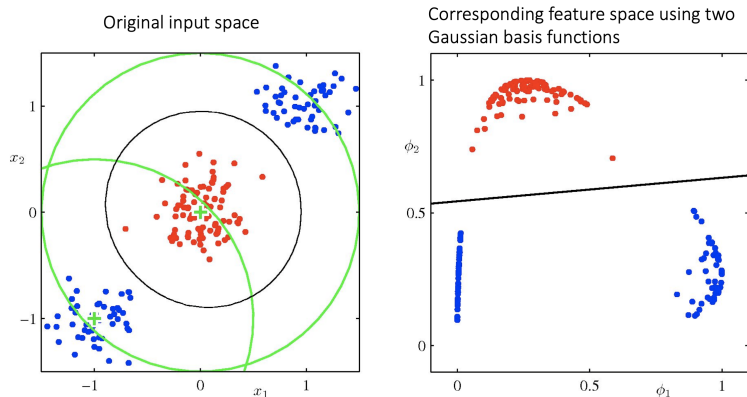 Original input space
Corresponding feature space using two
Gaussian basis functions
1
x2
0
−1
−1
0
x1
1
1
ϕ2
0.5
0
0
0.5
ϕ1
1